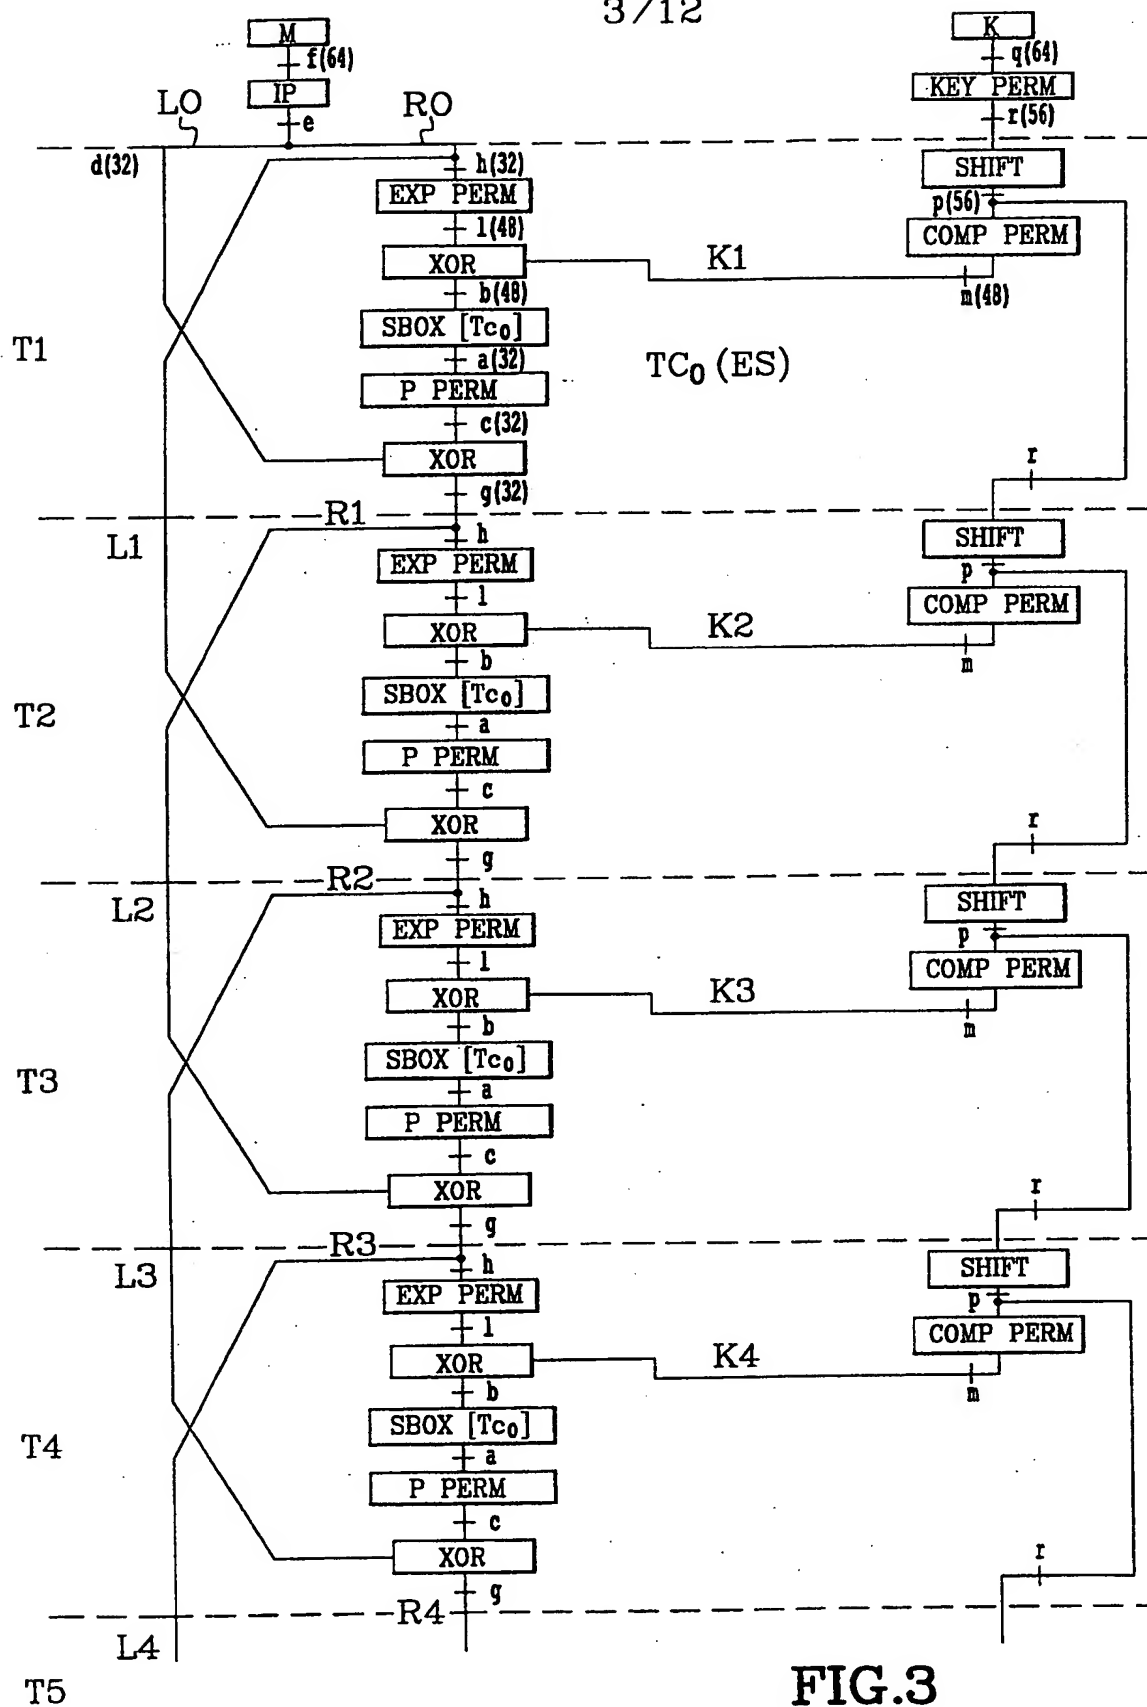 3/12
M
K
f(64)
q(64)
IP
KEY PERM
L0
e
R0
r(56)
d(32)
h(32)
SHIFT
EXP PERM
p(56)
l(48)
COMP PERM
XOR
K1
b(48)
m(48)
SBOX [Tc0]
T1
a(32)
TC0 (ES)
P PERM
c(32)
XOR
r
g(32)
R1
h
SHIFT
L1
EXP PERM
p
l
COMP PERM
XOR
K2
b
m
SBOX [Tc0]
T2
a
P PERM
c
r
XOR
g
R2
h
SHIFT
L2
EXP PERM
p
l
COMP PERM
XOR
K3
b
m
SBOX [Tc0]
T3
a
P PERM
c
r
XOR
g
R3
h
SHIFT
L3
EXP PERM
p
l
COMP PERM
XOR
K4
b
m
SBOX [Tc0]
T4
a
P PERM
c
r
XOR
g
R4
L4
T5
FIG.3